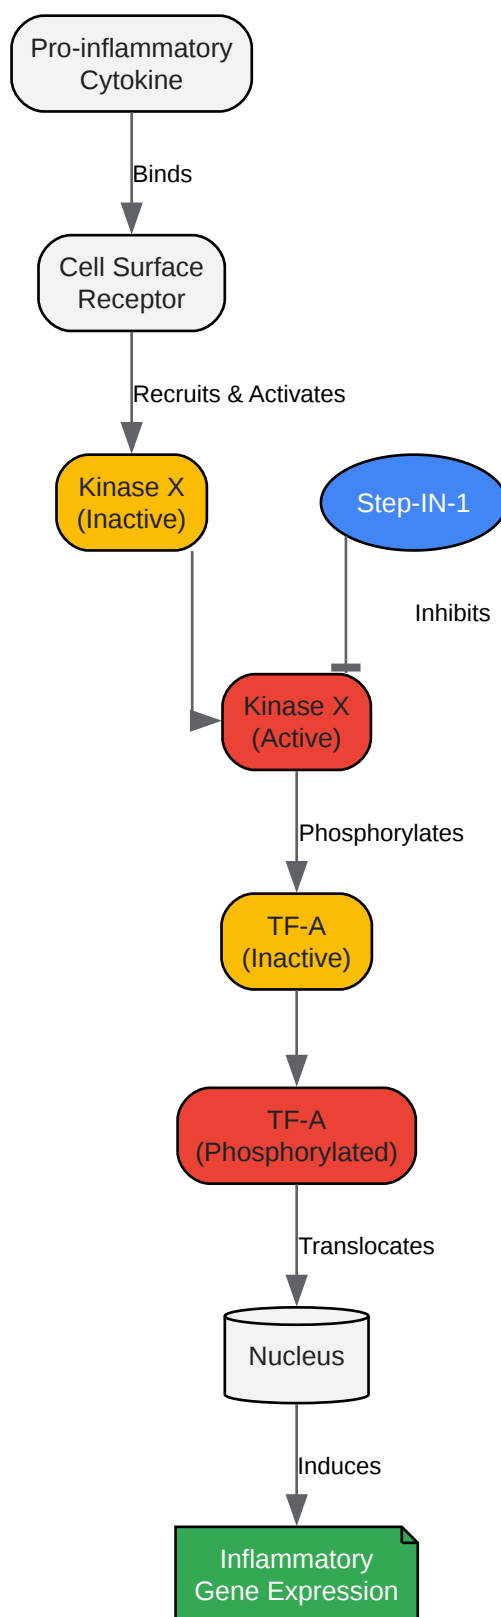 Pro-inflammatory
Cytokine
Binds
Cell Surface
Receptor
Recruits & Activates
Kinase X
(Inactive)
Step-IN-1
Inhibits
Kinase X
(Active)
Phosphorylates
TF-A
(Inactive)
TF-A
(Phosphorylated)
Translocates
Nucleus
Induces
Inflammatory
Gene Expression